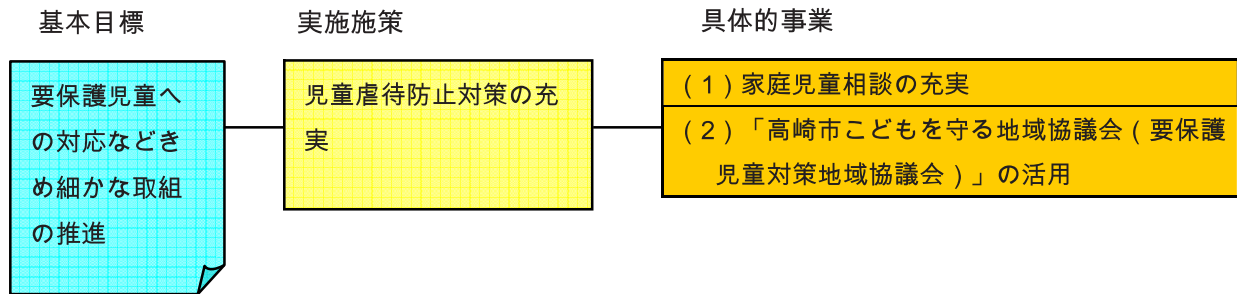 基本目標
実施施策
具体的事業
要保護児童へ
の対応などき
め細かな取組
の推進
児童虐待防止対策の充
実
(1)家庭児童相談の充実
(2)「高崎市こどもを守る地域協議会(要保護
児童対策地域協議会)」の活用